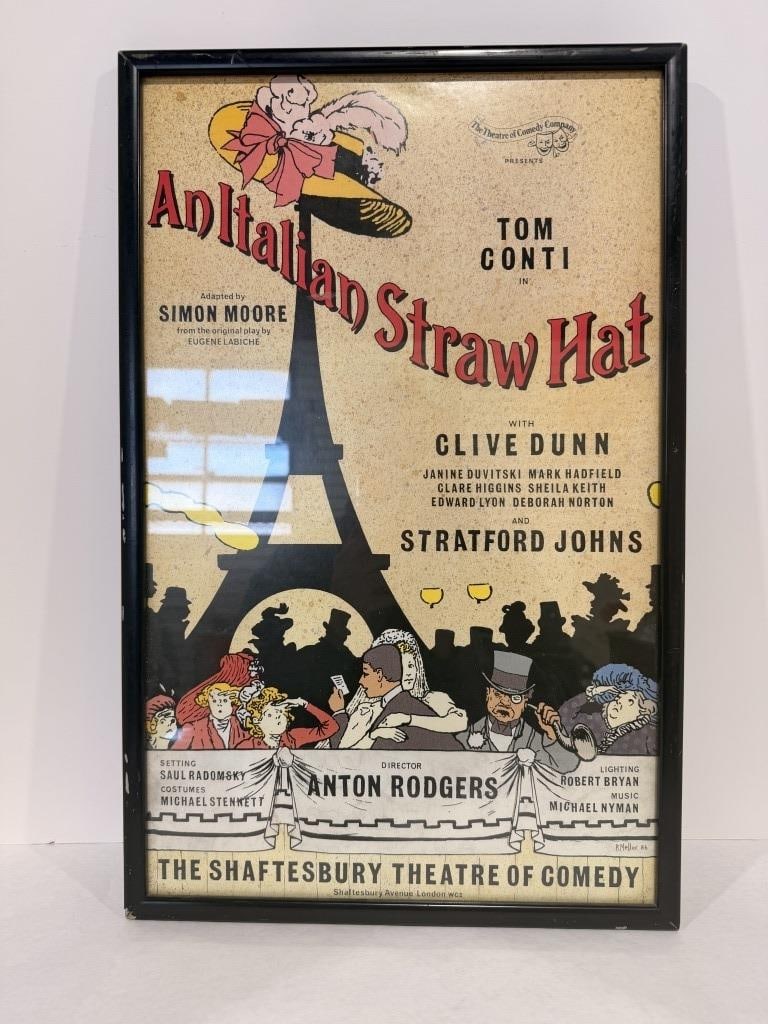 The Theatre of Comedy Company
PRESENTS
TOM
CONTI
IN
An Italian Straw Hat
Adapted by
SIMON MOORE
from the original play by
EUGENE LABICHE
WITH
CLIVE DUNN
JANINE DUVITSKI MARK HADFIELD
CLARE HIGGINS SHEILA KEITH
EDWARD LYON DEBORAH NORTON
AND
STRATFORD JOHNS
SETTING
SAUL RADOMSKY
COSTUMES
MICHAEL STENNETT
DIRECTOR
ANTON RODGERS
LIGHTING
ROBERT BRYAN
MUSIC
MICHAEL NYMAN
THE SHAFTESBURY THEATRE OF COMEDY
Shaftesbury Avenue London WC2